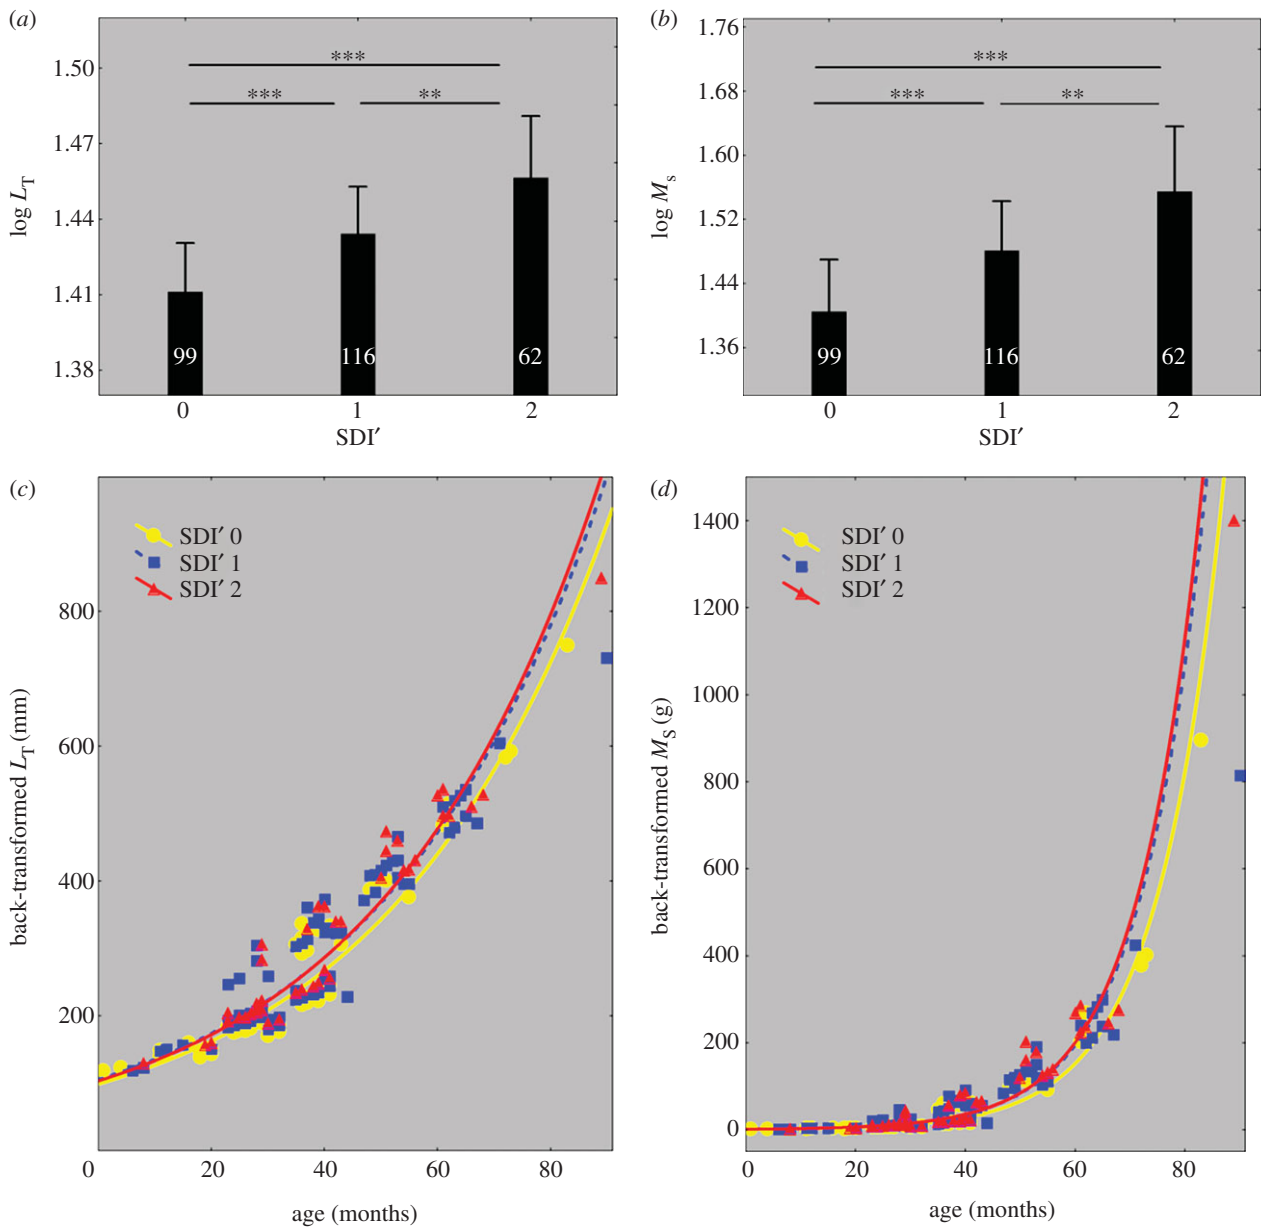 (a)
log L_T
1.50
1.47
1.44
1.41
1.38
***
***
**
99
116
62
0
1
2
SDI′
(b)
log M_s
1.76
1.68
1.60
1.52
1.44
1.36
***
***
**
99
116
62
0
1
2
SDI′
(c)
back-transformed L_T (mm)
800
600
400
200
SDI′ 0
SDI′ 1
SDI′ 2
0
20
40
60
80
age (months)
(d)
back-transformed M_S (g)
1400
1200
1000
800
600
400
200
0
SDI′ 0
SDI′ 1
SDI′ 2
0
20
40
60
80
age (months)